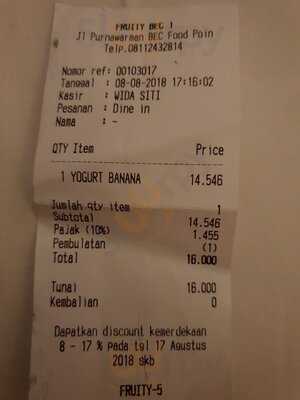 FRUITY BEC 1
Jl Purnawarman BEC Food Poin
Telp.08112432814
Nomor ref: 00103017
Tanggal : 08-08-2018 17:16:02
Kasir : WIDA SITI
Pesanan : Dine in
Nama : -
QTY Item Price
1 YOGURT BANANA 14.546
Jumlah qty item 1
Subtotal 14.546
Pajak (10%) 1.455
Pembulatan (1)
Total 16.000
Tunai 16.000
Kembalian 0
Dapatkan discount kemerdekaan
8 - 17 % pada tgl 17 Agustus
2018 skb
FRUITY-5